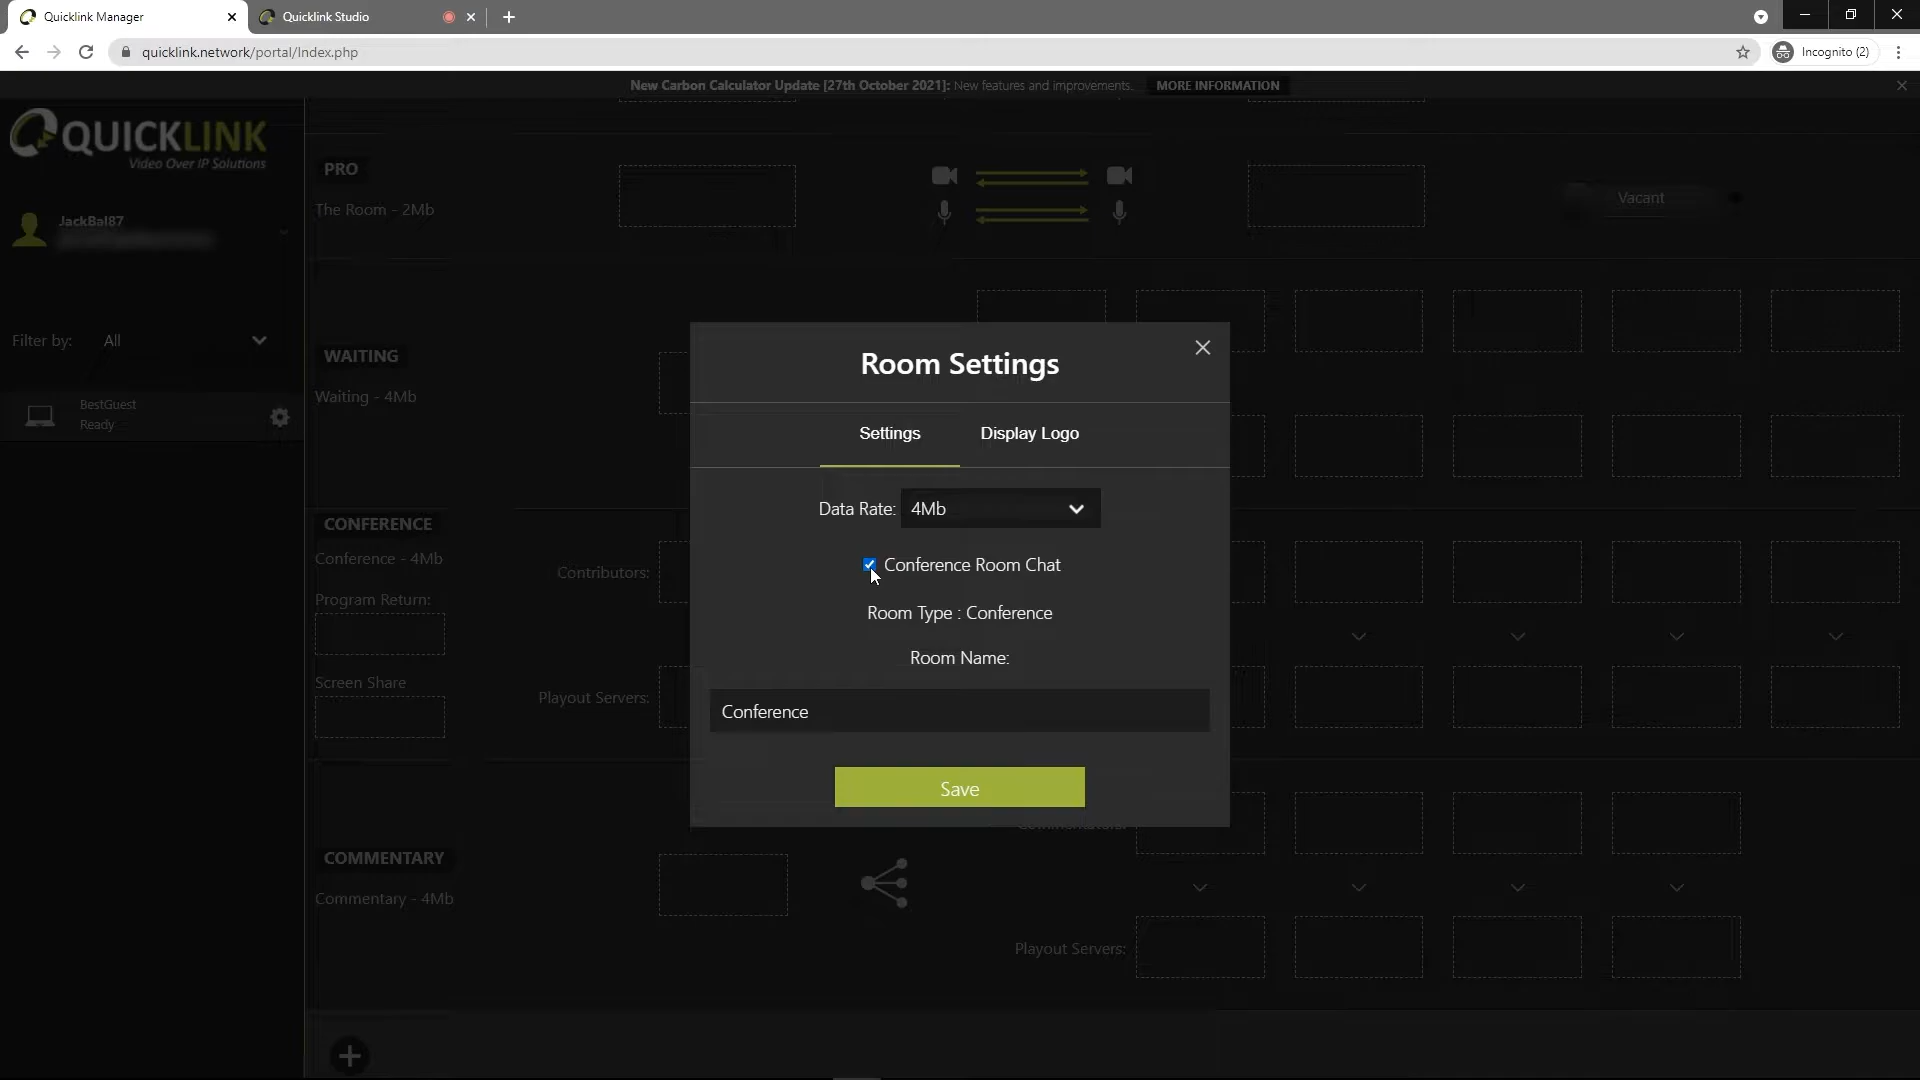 Quicklink Manager
Quicklink Studio
quicklink.network/portal/Index.php
Incognito (2)
New Carbon Calculator Update [27th October 2021]: New features and improvements. MORE INFORMATION
QUICKLINK
Video Over IP Solutions
JackBal87
Filter by: All
BestGuest
Ready
PRO
The Room - 2Mb
Vacant
WAITING
Waiting - 4Mb
CONFERENCE
Conference - 4Mb
Contributors:
Program Return:
Screen Share
Playout Servers:
COMMENTARY
Commentary - 4Mb
Playout Servers:
Room Settings
Settings
Display Logo
Data Rate: 4Mb
Conference Room Chat
Room Type : Conference
Room Name:
Conference
Save